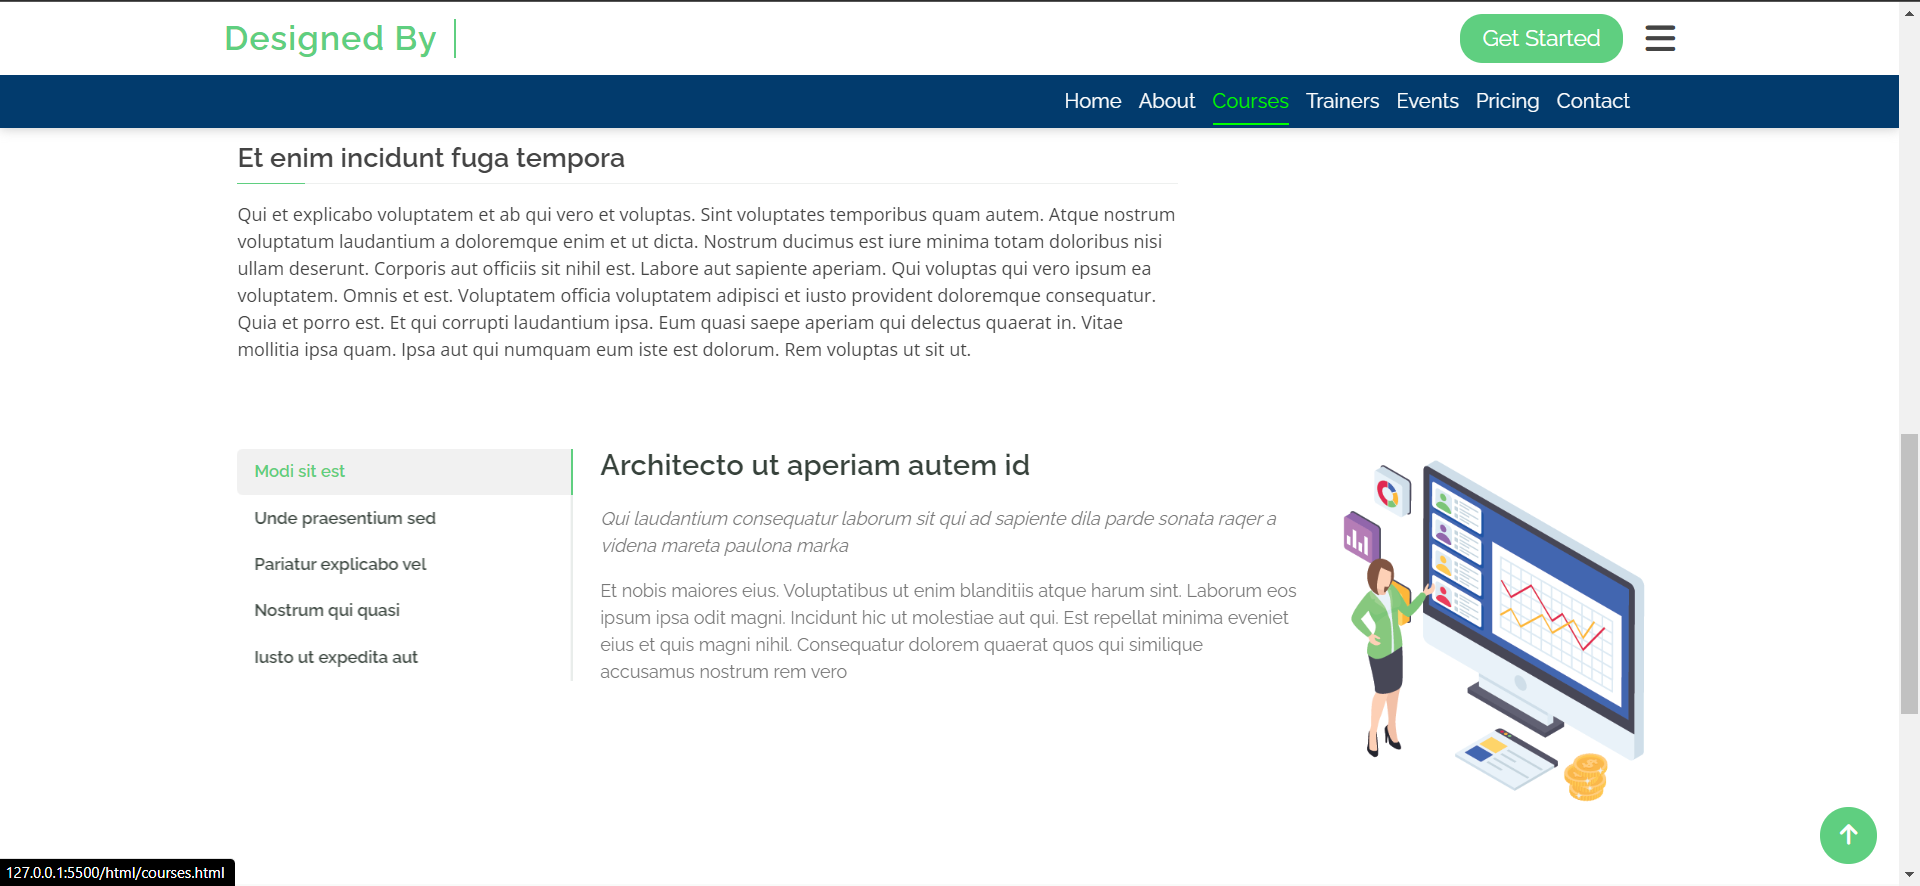 Designed By
Get Started
Home About Courses Trainers Events Pricing Contact
Et enim incidunt fuga tempora
Qui et explicabo voluptatem et ab qui vero et voluptas. Sint voluptates temporibus quam autem. Atque nostrum
voluptatum laudantium a doloremque enim et ut dicta. Nostrum ducimus est iure minima totam doloribus nisi
ullam deserunt. Corporis aut officiis sit nihil est. Labore aut sapiente aperiam. Qui voluptas qui vero ipsum ea
voluptatem. Omnis et est. Voluptatem officia voluptatem adipisci et iusto provident doloremque consequatur.
Quia et porro est. Et qui corrupti laudantium ipsa. Eum quasi saepe aperiam qui delectus quaerat in. Vitae
mollitia ipsa quam. Ipsa aut qui numquam eum iste est dolorum. Rem voluptas ut sit ut.
Modi sit est
Unde praesentium sed
Pariatur explicabo vel
Nostrum qui quasi
Iusto ut expedita aut
Architecto ut aperiam autem id
Qui laudantium consequatur laborum sit qui ad sapiente dila parde sonata raqer a
videna mareta paulona marka
Et nobis maiores eius. Voluptatibus ut enim blanditiis atque harum sint. Laborum eos
ipsum ipsa odit magni. Incidunt hic ut molestiae aut qui. Est repellat minima eveniet
eius et quis magni nihil. Consequatur dolorem quaerat quos qui similique
accusamus nostrum rem vero
127.0.0.1:5500/html/courses.html